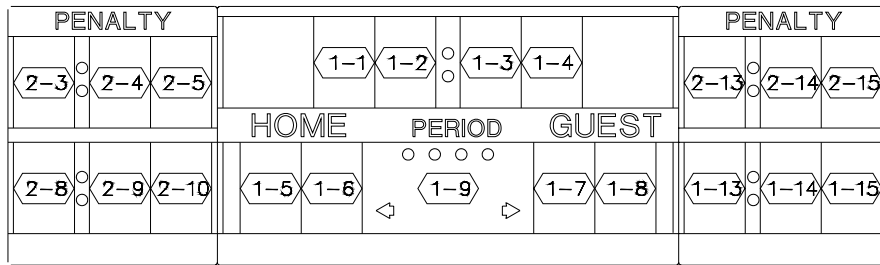 PENALTY PENALTY
1-1 1-2 1-3 1-4
2-3 2-4 2-5 2-13 2-14 2-15
HOME PERIOD GUEST
2-8 2-9 2-10 1-5 1-6 1-9 1-7 1-8 1-13 1-14 1-15